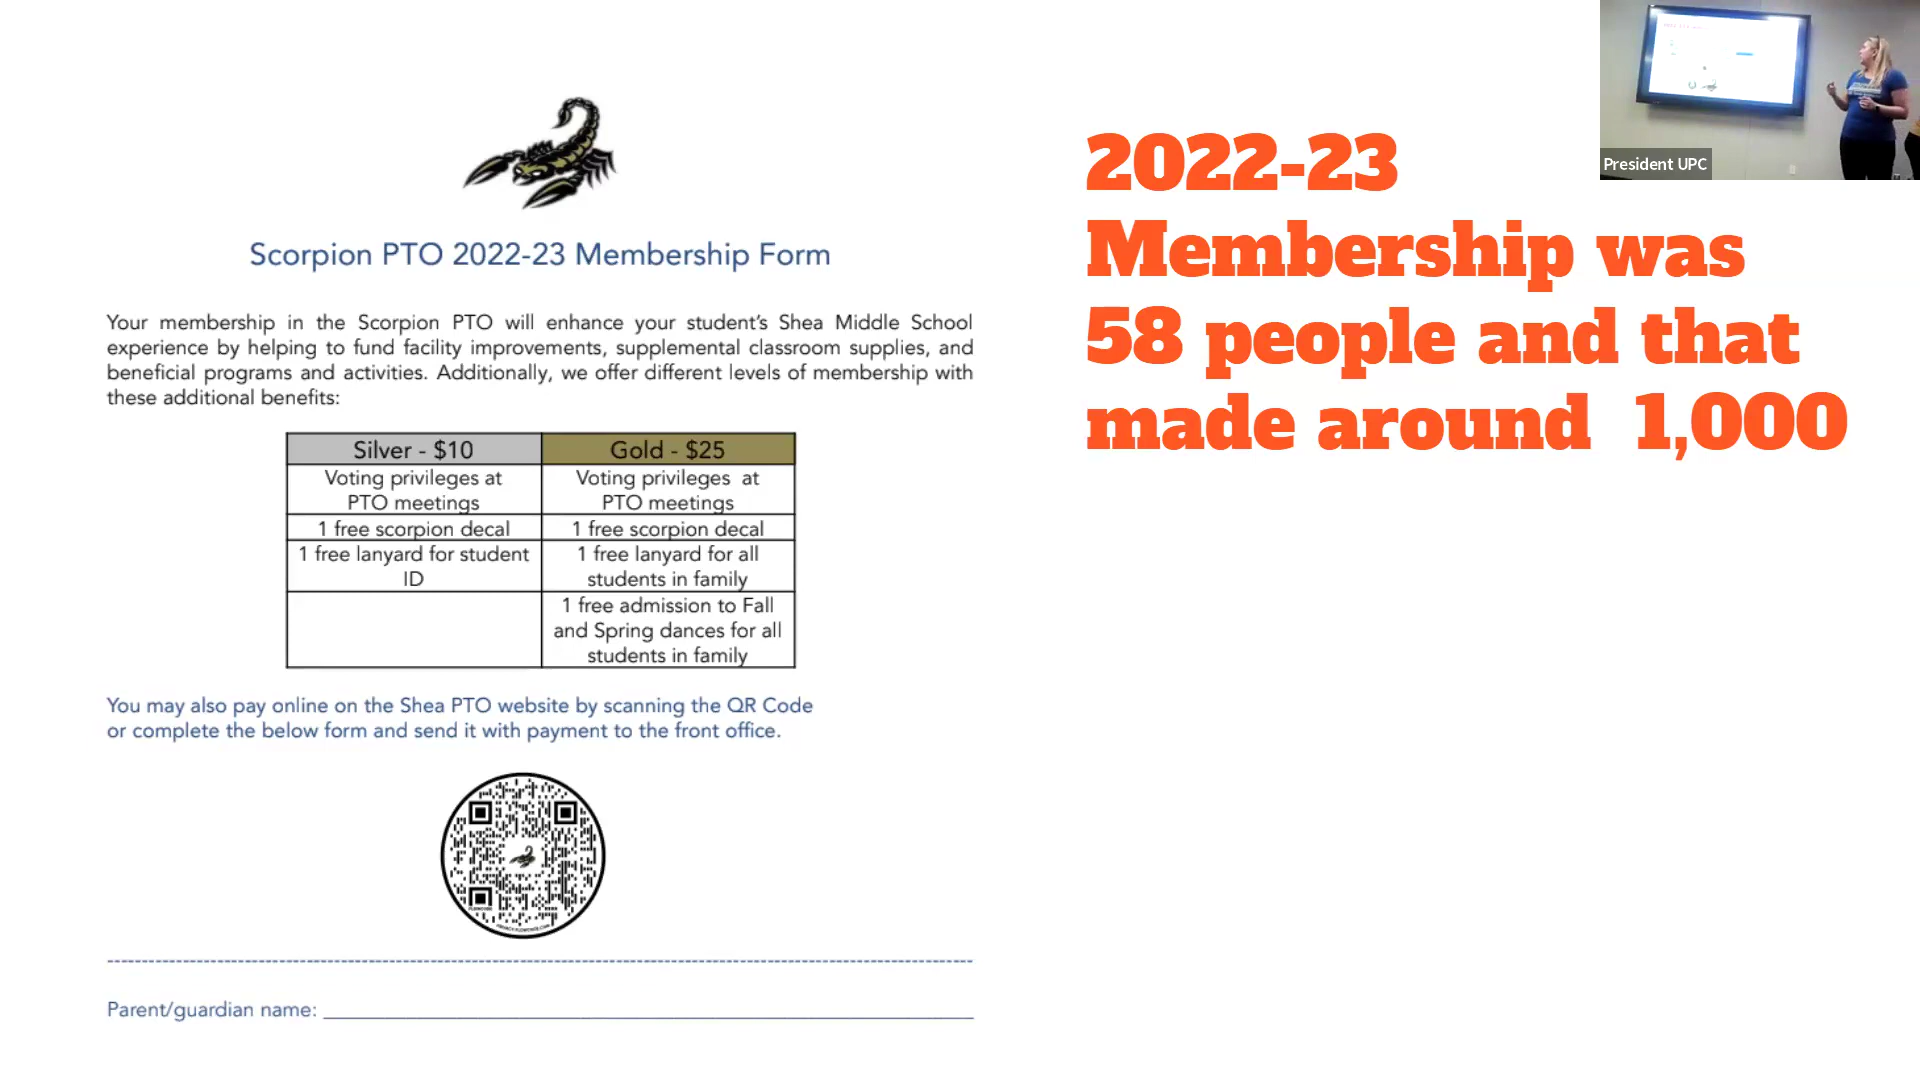 Scorpion PTO 2022-23 Membership Form
Your membership in the Scorpion PTO will enhance your student's Shea Middle School
experience by helping to fund facility improvements, supplemental classroom supplies, and
beneficial programs and activities. Additionally, we offer different levels of membership with
these additional benefits:
Silver - $10
Gold - $25
Voting privileges at
PTO meetings
Voting privileges at
PTO meetings
1 free scorpion decal
1 free scorpion decal
1 free lanyard for student
ID
1 free lanyard for all
students in family
1 free admission to Fall
and Spring dances for all
students in family
You may also pay online on the Shea PTO website by scanning the QR Code
or complete the below form and send it with payment to the front office.
Parent/guardian name:
2022-23
Membership was
58 people and that
made around 1,000
President UPC